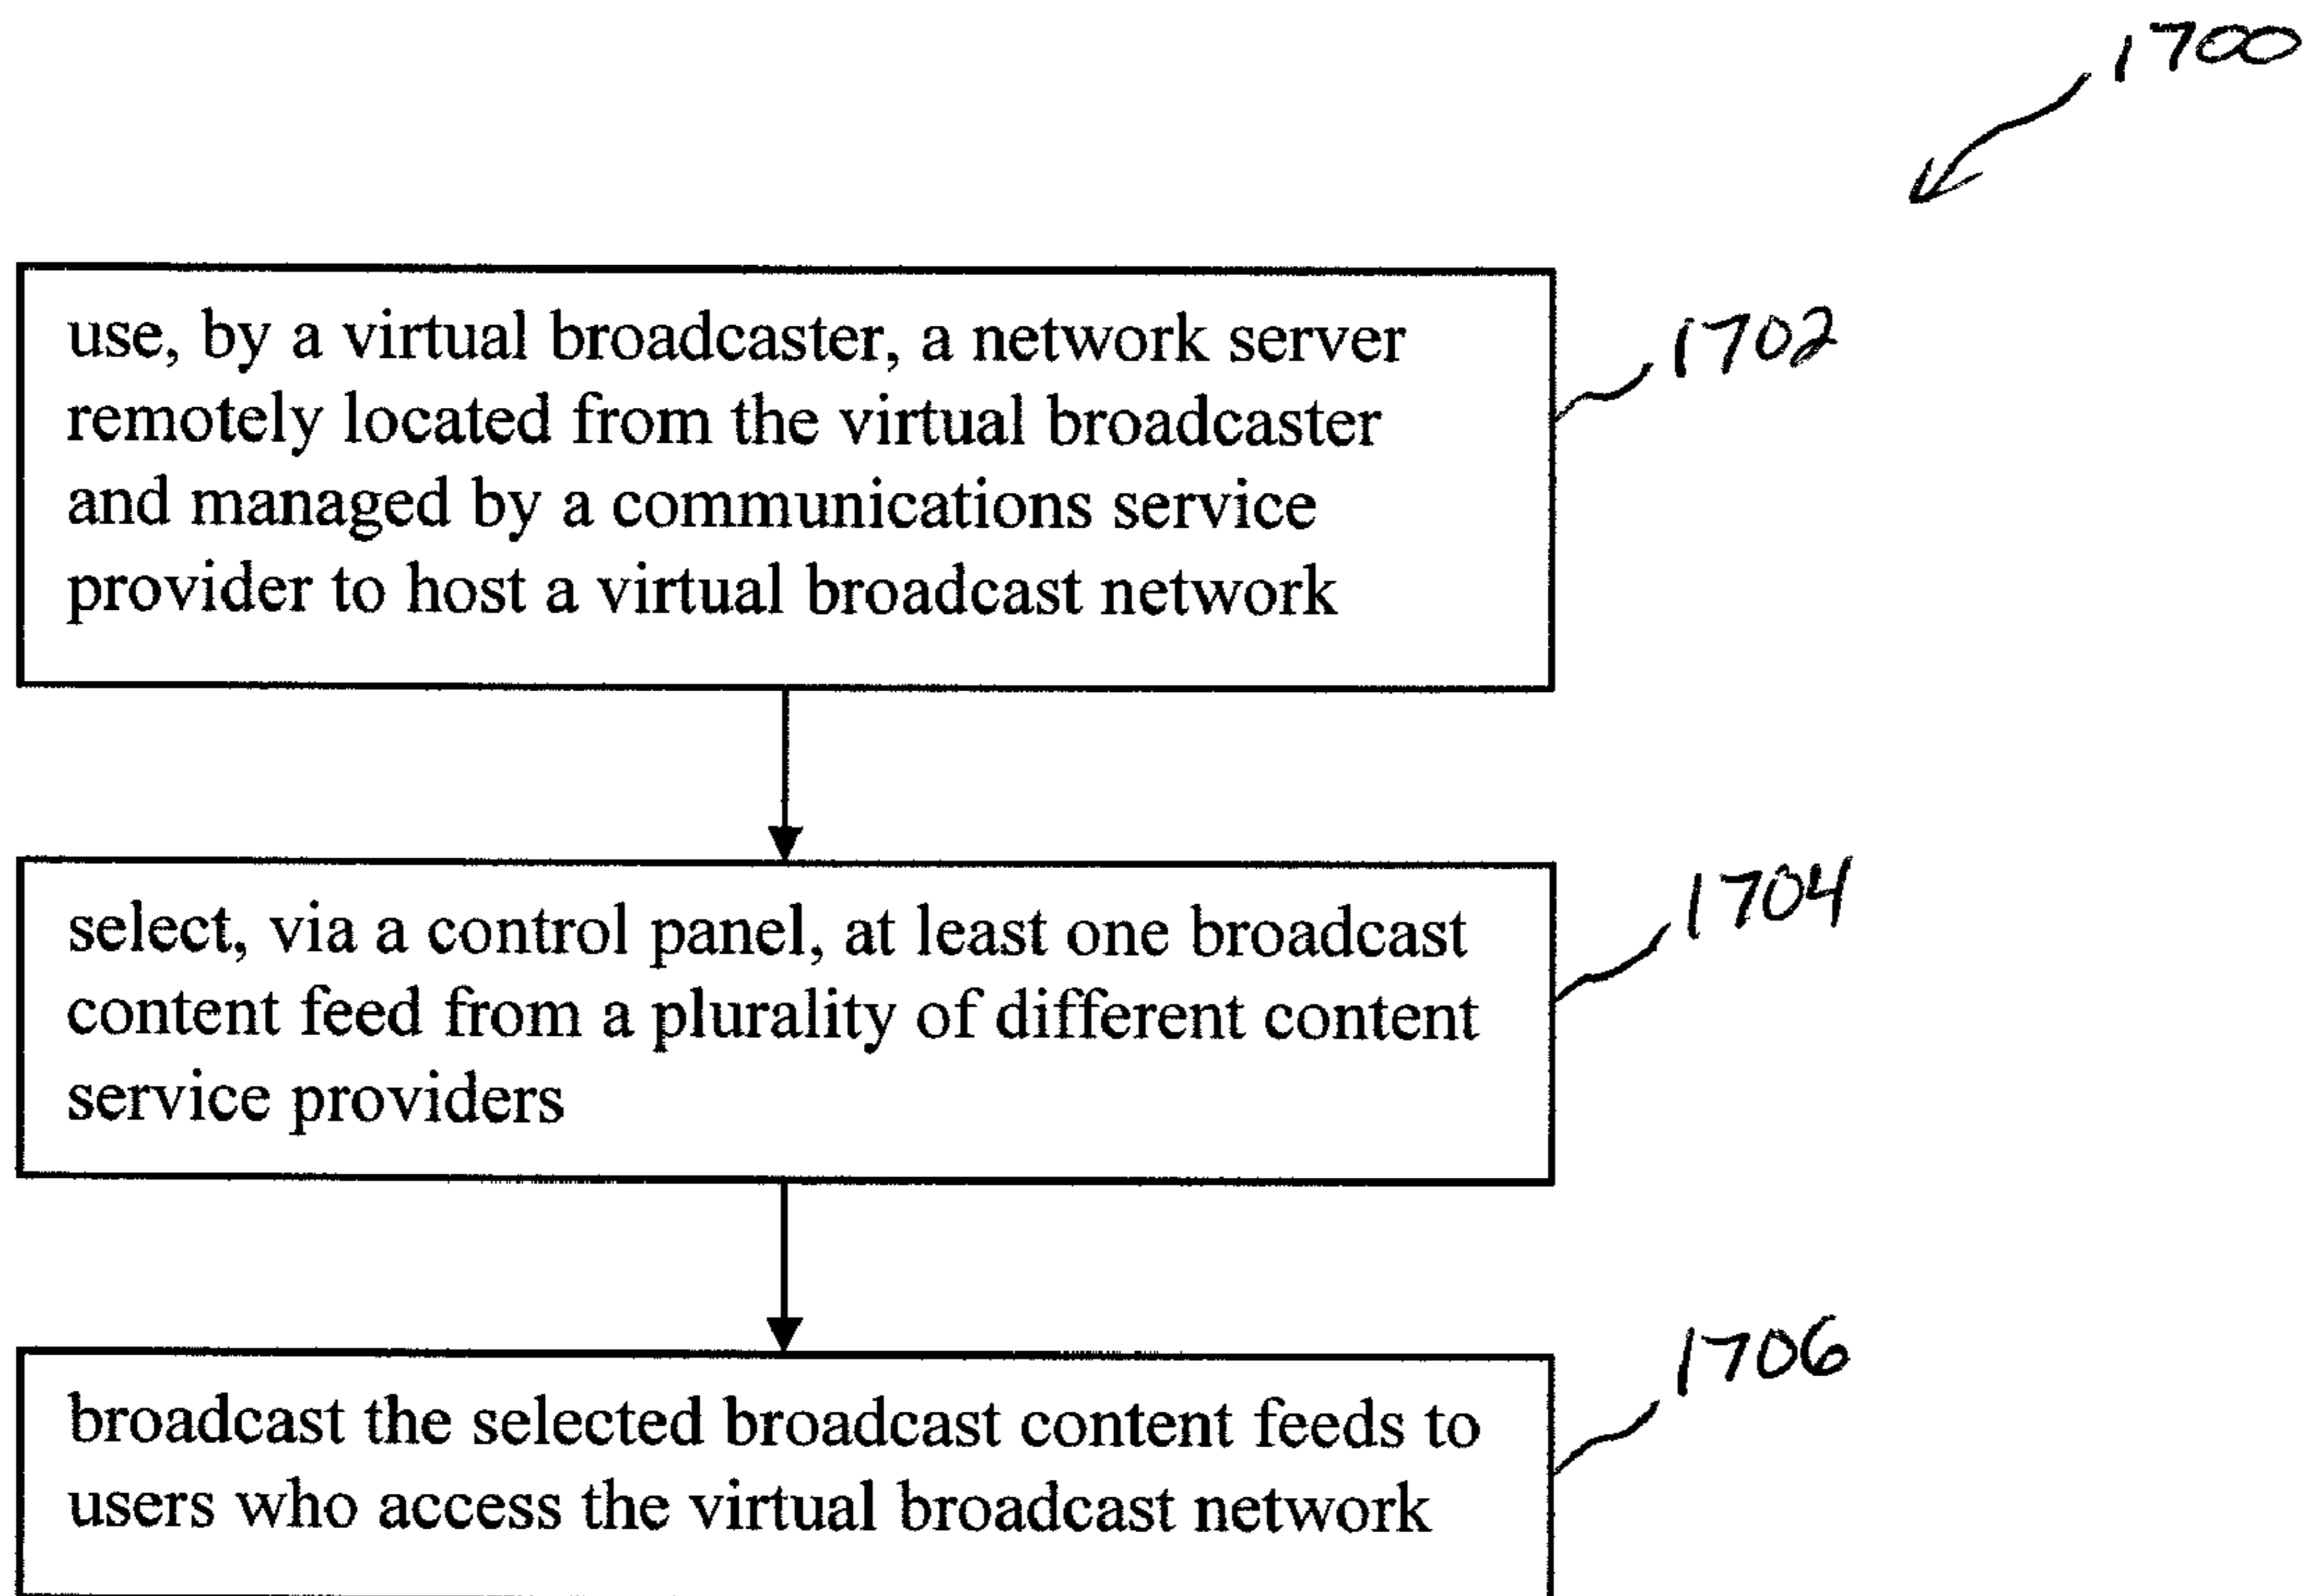 1700
use, by a virtual broadcaster, a network server
remotely located from the virtual broadcaster
and managed by a communications service
provider to host a virtual broadcast network
1702
select, via a control panel, at least one broadcast
content feed from a plurality of different content
service providers
1704
broadcast the selected broadcast content feeds to
users who access the virtual broadcast network
1706